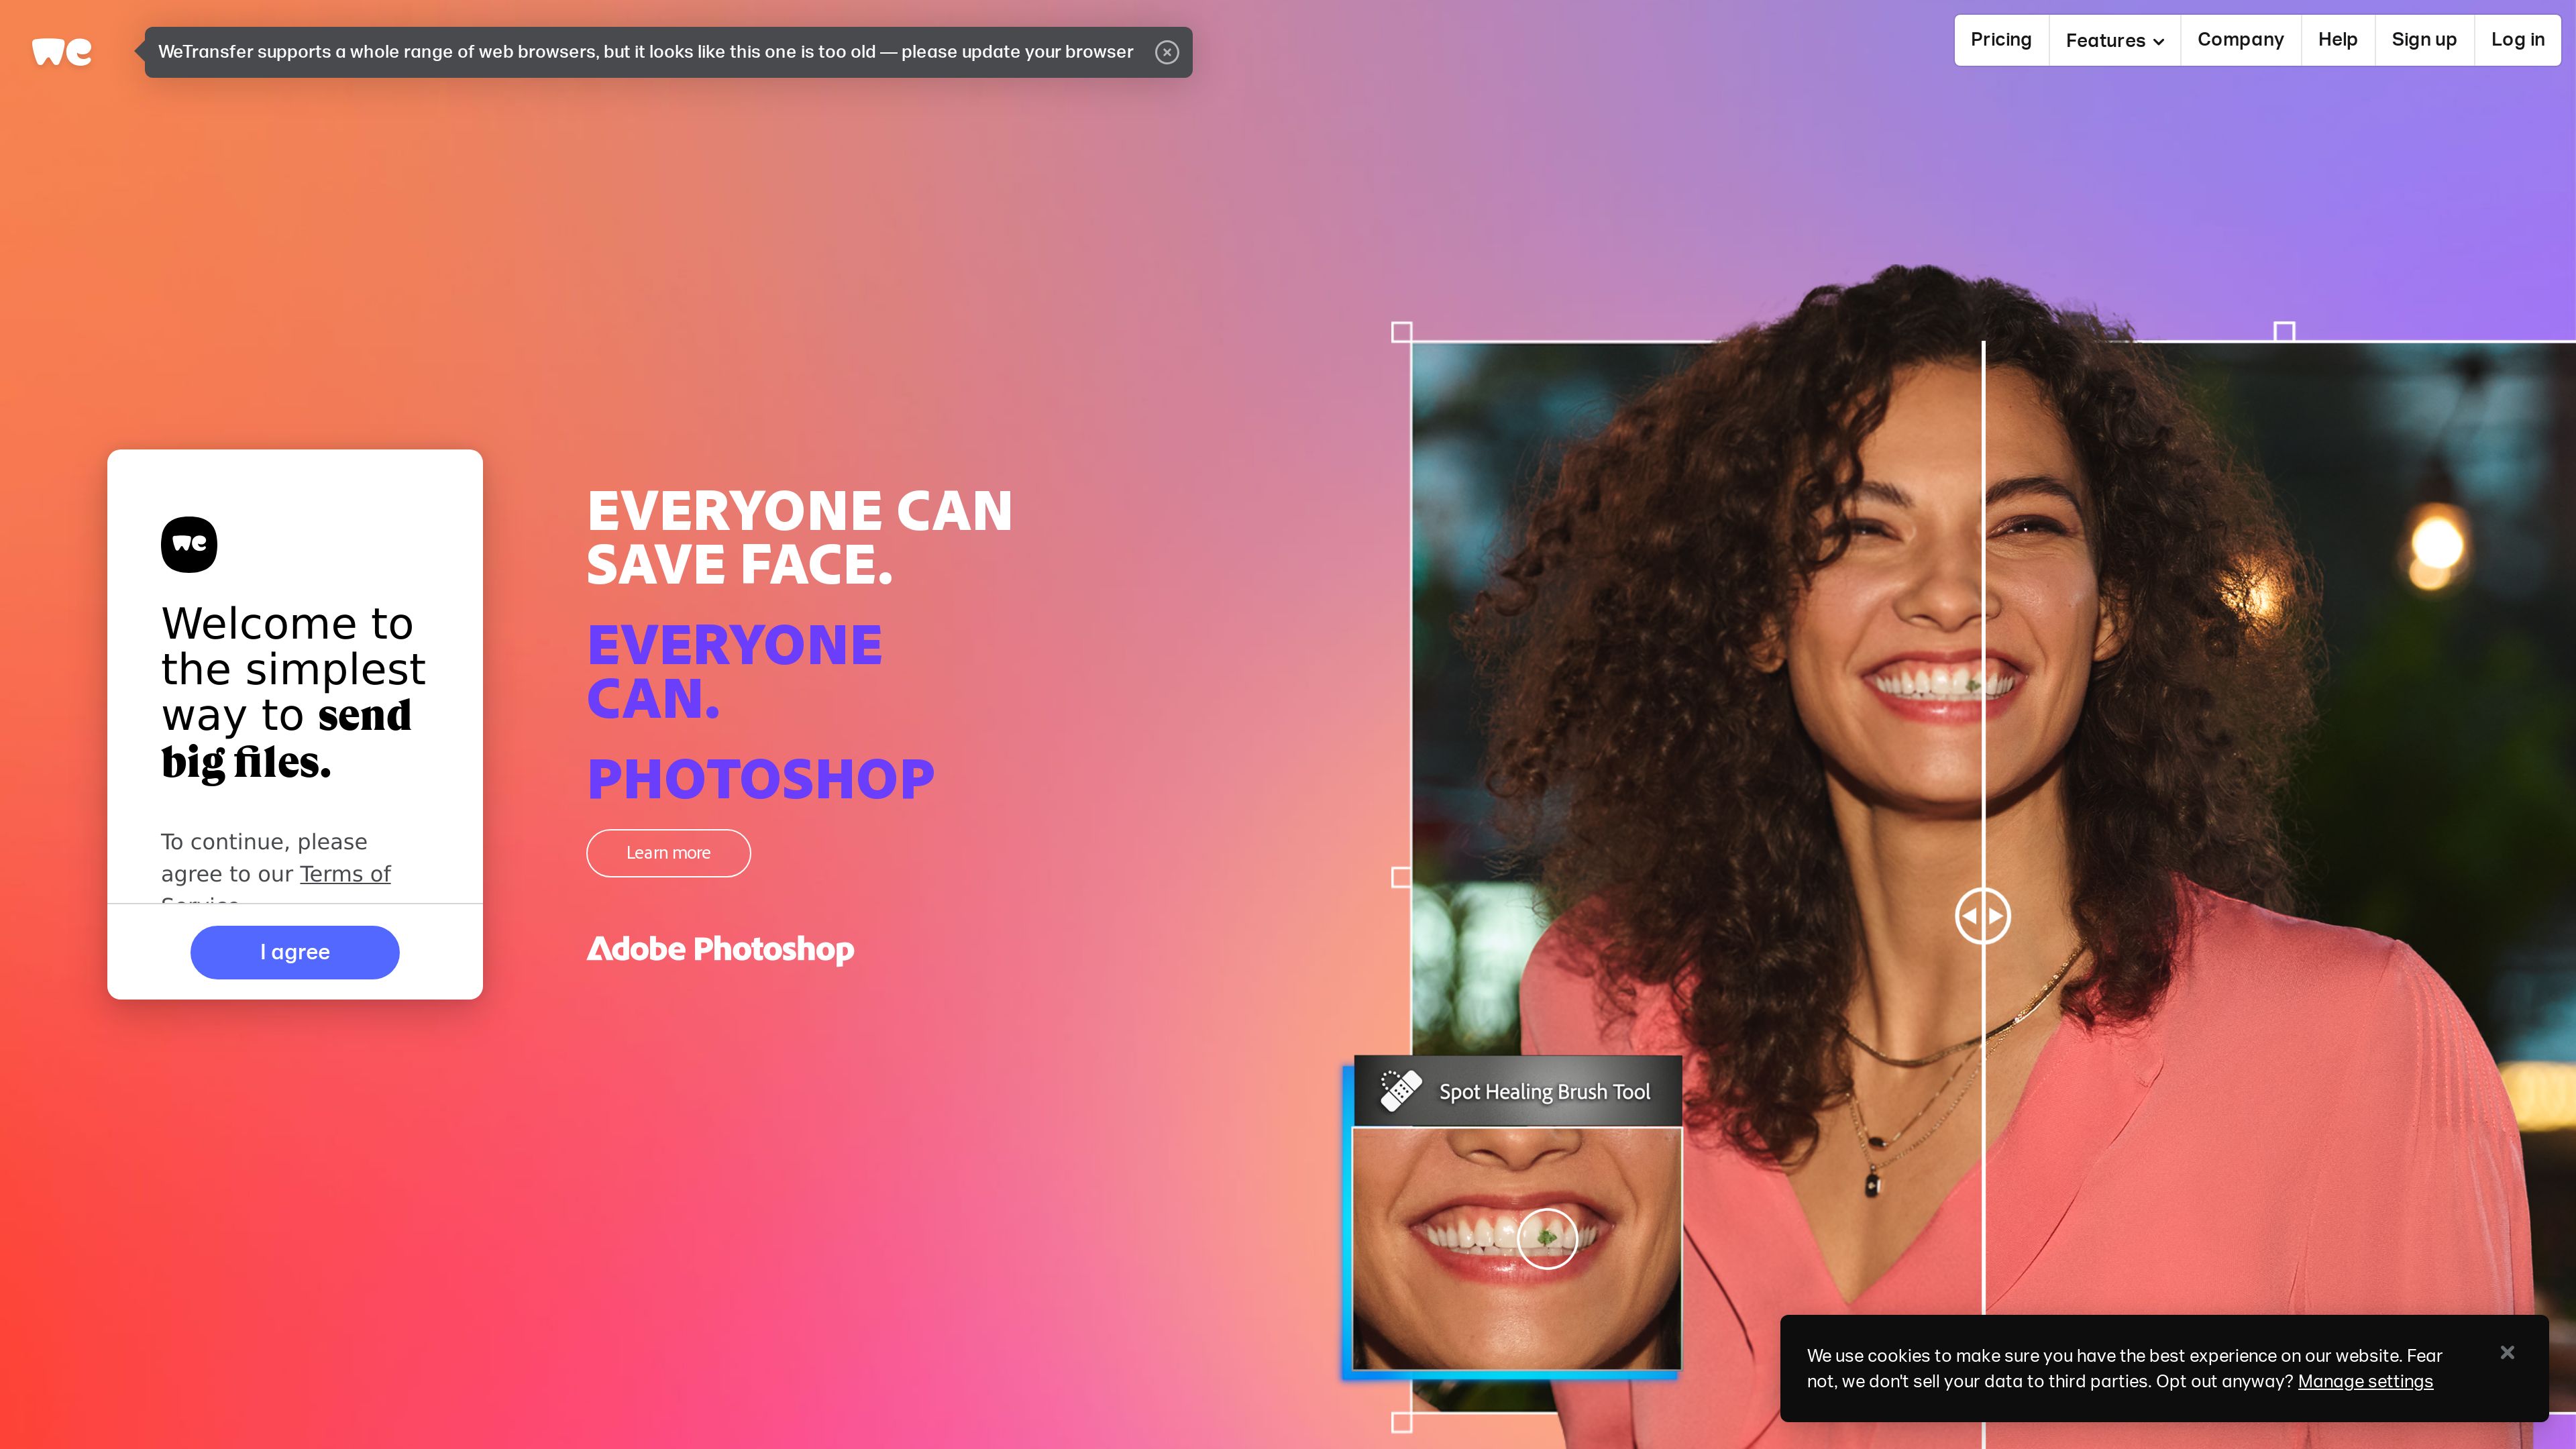 we
WeTransfer supports a whole range of web browsers, but it looks like this one is too old — please update your browser
Pricing
Features
Company
Help
Sign up
Log in
we
Welcome to
the simplest
way to send
big files.
To continue, please
agree to our Terms of
Service
I agree
EVERYONE CAN
SAVE FACE.
EVERYONE
CAN.
PHOTOSHOP
Learn more
Adobe Photoshop
Spot Healing Brush Tool
We use cookies to make sure you have the best experience on our website. Fear
not, we don't sell your data to third parties. Opt out anyway? Manage settings